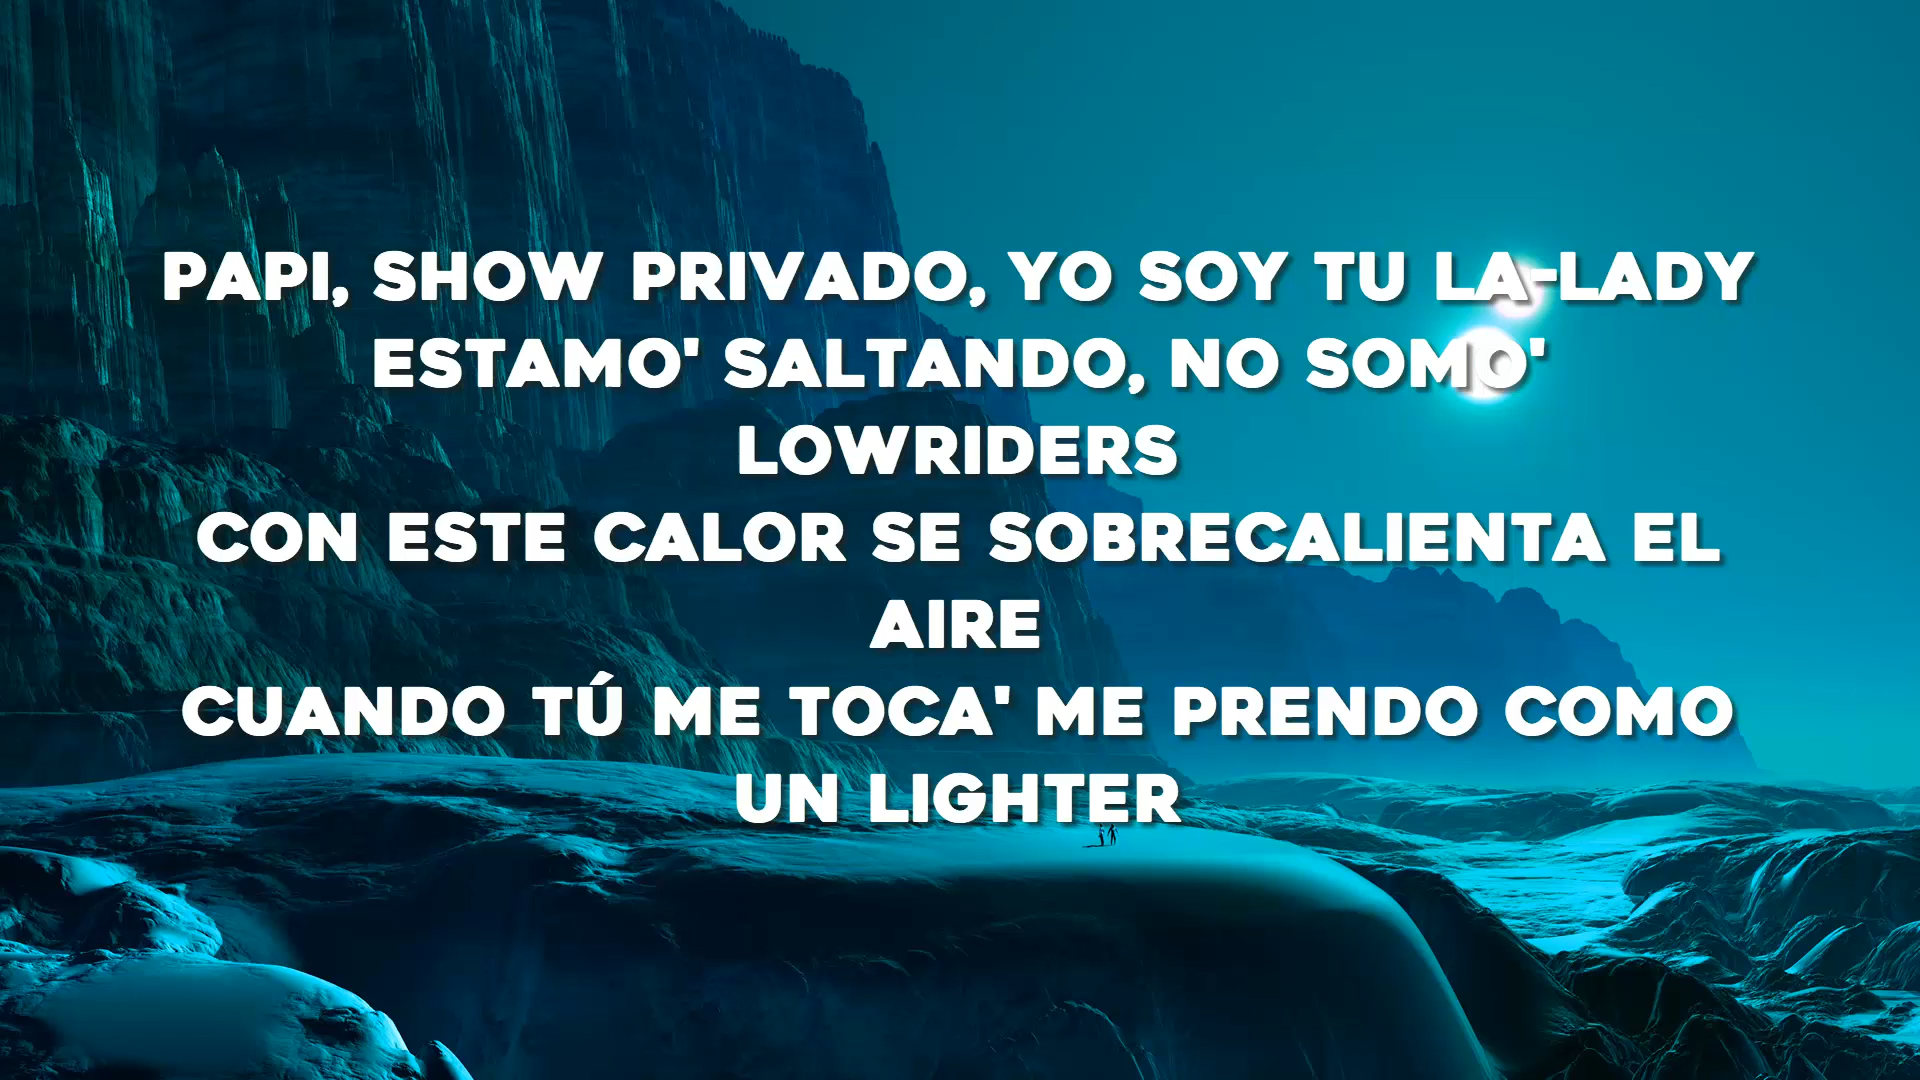 PAPI, SHOW PRIVADO, YO SOY TU LA-LADY
ESTAMO' SALTANDO, NO SOMO'
LOWRIDERS
CON ESTE CALOR SE SOBRECALIENTA EL
AIRE
CUANDO TÚ ME TOCA' ME PRENDO COMO
UN LIGHTER